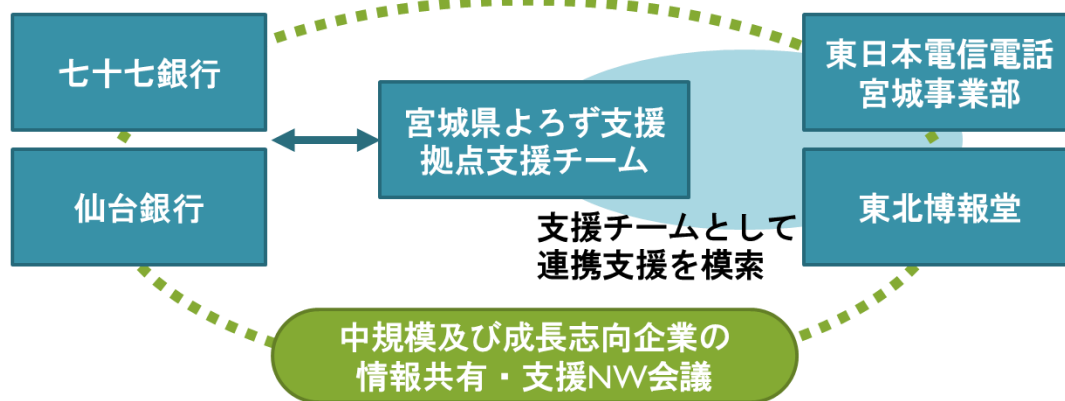 七十七銀行
仙台銀行
宮城県よろず支援
拠点支援チーム
東日本電信電話
宮城事業部
東北博報堂
支援チームとして
連携支援を模索
中規模及び成長志向企業の
情報共有・支援NW会議